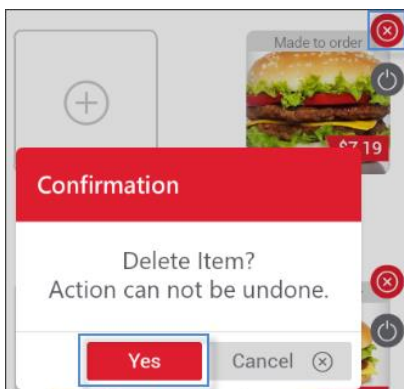 Made to order
$7.19
Confirmation
Delete Item?
Action can not be undone.
Yes
Cancel